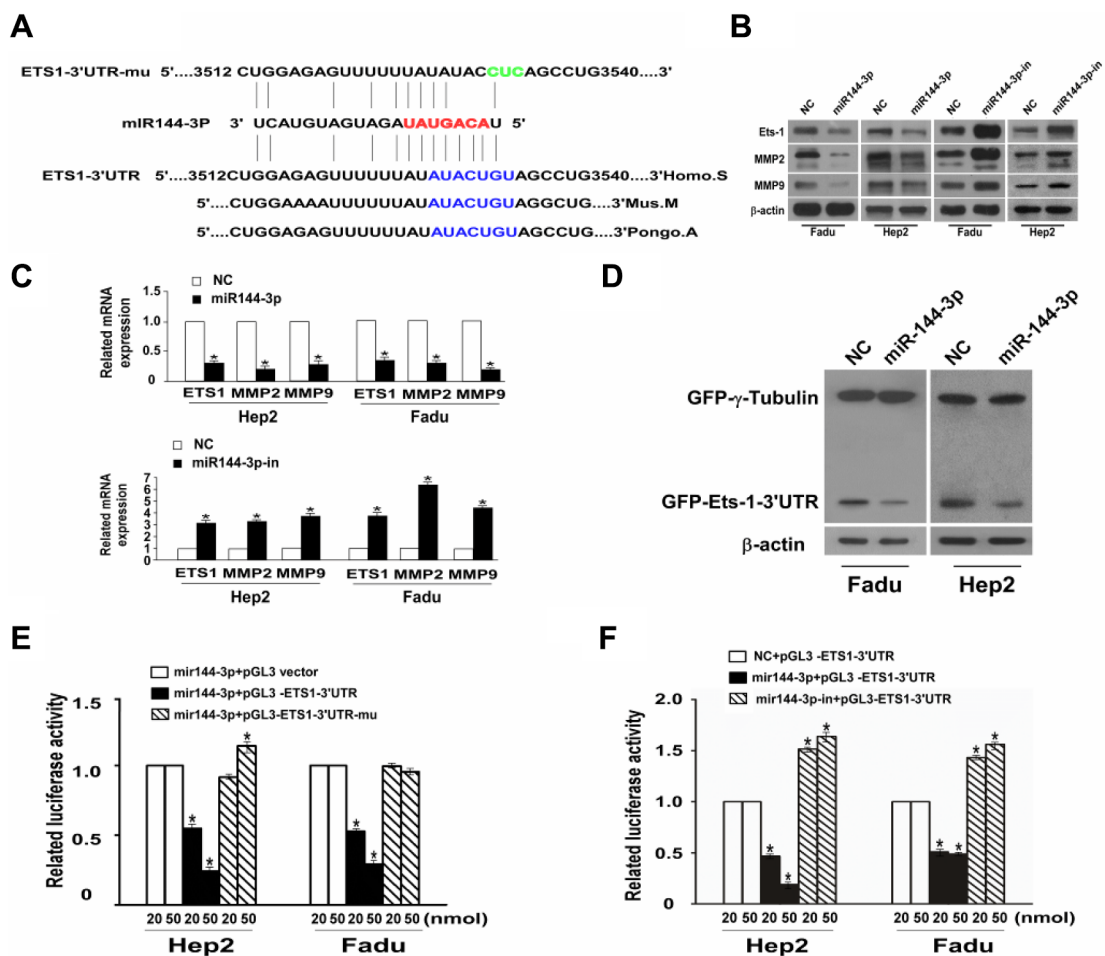 A
ETS1-3'UTR-mu 5'....3512 CUGGAGAGUUUUUUUAUAUACCUCAGCCUG3540....3'
mIR144-3P 3' UCAUGUAGUAGAUAUGACAU 5'
ETS1-3'UTR 5'....3512CUGGAGAGUUUUUUUAUAUACUGUAGCCUG3540....3'Homo.S
5'....CUGGAAAAUUUUUUAUAUACUGUAGGCUG....3'Mus.M
5'....CUGGAGAGUUUUUUAUAUACUGUAGCCUG....3'Pongo.A
B
NC miR144-3p NC miR144-3p NC miR144-3p-in NC miR144-3p-in
Ets-1
MMP2
MMP9
β-actin
Fadu Hep2 Fadu Hep2
C
NC
miR144-3p
Related mRNA expression
1.5
1.0
0.5
0
ETS1 MMP2 MMP9 ETS1 MMP2 MMP9
Hep2 Fadu
NC
miR144-3p-in
Related mRNA expression
7
6
5
4
3
2
1
0
ETS1 MMP2 MMP9 ETS1 MMP2 MMP9
Hep2 Fadu
D
NC miR-144-3p NC miR-144-3p
GFP-γ-Tubulin
GFP-Ets-1-3'UTR
β-actin
Fadu Hep2
E
mir144-3p+pGL3 vector
mir144-3p+pGL3 -ETS1-3'UTR
mir144-3p+pGL3-ETS1-3'UTR-mu
Related luciferase activity
1.5
1.0
0.5
0
20 50 20 50 20 50 20 50 20 50 20 50 (nmol)
Hep2 Fadu
F
NC+pGL3 -ETS1-3'UTR
mir144-3p+pGL3 -ETS1-3'UTR
mir144-3p-in+pGL3-ETS1-3'UTR
Related luciferase activity
2.0
1.5
1.0
0.5
0
20 50 20 50 20 50 20 50 20 50 20 50 (nmol)
Hep2 Fadu